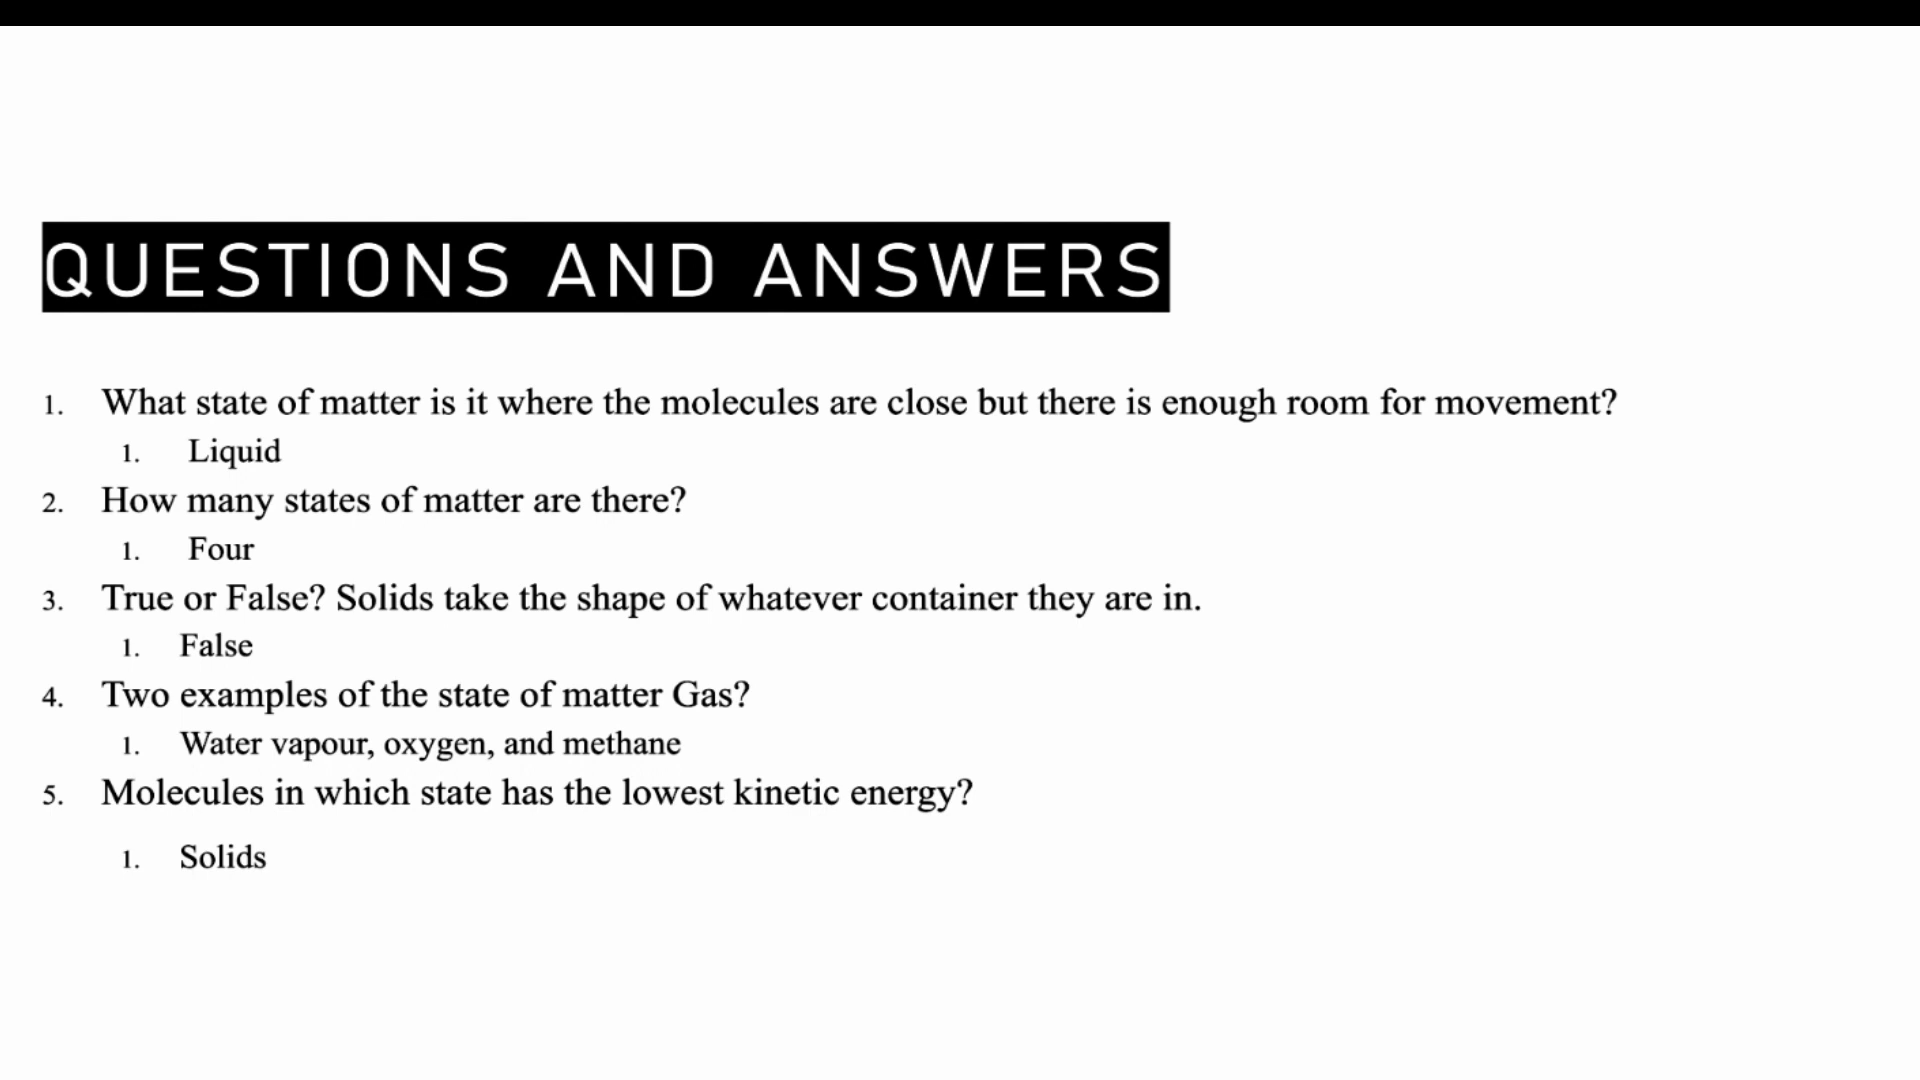 QUESTIONS AND ANSWERS
1. What state of matter is it where the molecules are close but there is enough room for movement?
1. Liquid
2. How many states of matter are there?
1. Four
3. True or False? Solids take the shape of whatever container they are in.
1. False
4. Two examples of the state of matter Gas?
1. Water vapour, oxygen, and methane
5. Molecules in which state has the lowest kinetic energy?
1. Solids